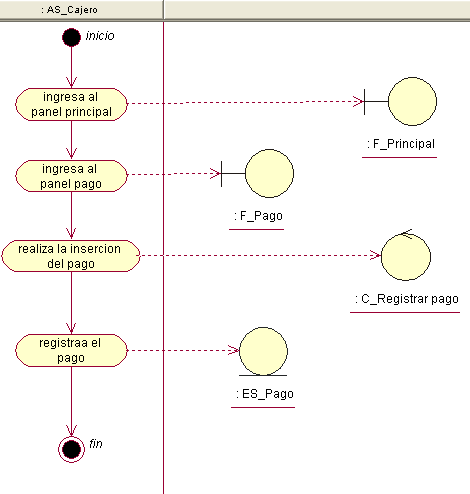 : AS_Cajero
inicio
ingresa al
panel principal
: F_Principal
ingresa al
panel pago
: F_Pago
realiza la insercion
del pago
: C_Registrar pago
registraa el
pago
: ES_Pago
fin